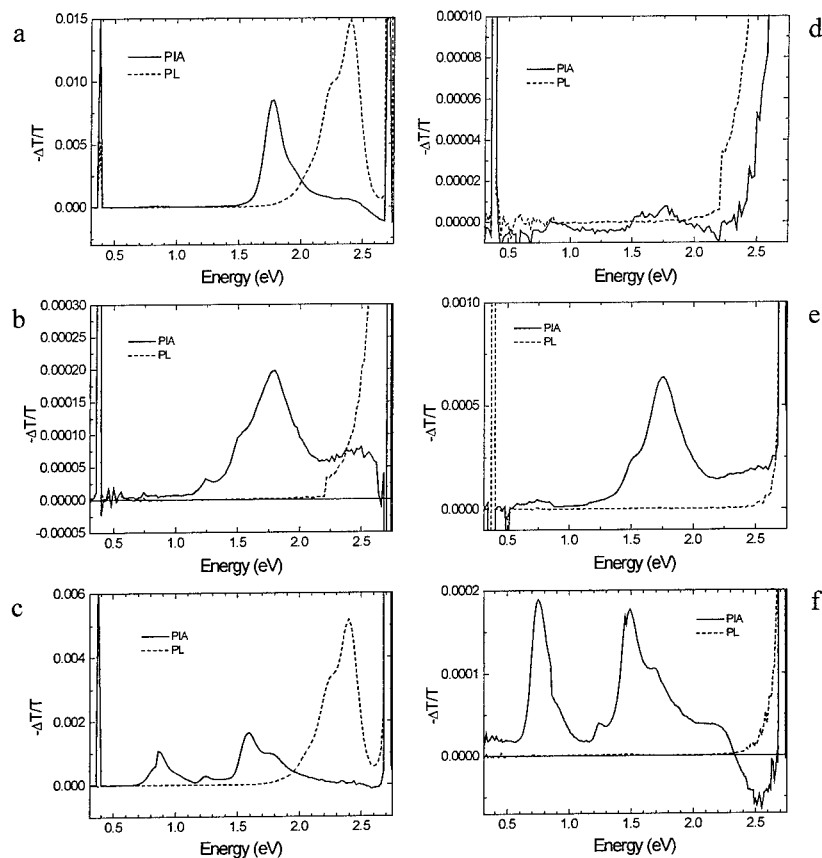 a
0.015
0.010
0.005
0.000
-ΔT/T
PIA
PL
0.5 1.0 1.5 2.0 2.5
Energy (eV)
d
0.00010
0.00008
0.00006
0.00004
0.00002
0.00000
-ΔT/T
PIA
PL
0.5 1.0 1.5 2.0 2.5
Energy (eV)
b
0.00030
0.00025
0.00020
0.00015
0.00010
0.00005
0.00000
-0.00005
-ΔT/T
PIA
PL
0.5 1.0 1.5 2.0 2.5
Energy (eV)
e
0.0010
0.0005
0.0000
-ΔT/T
PIA
PL
0.5 1.0 1.5 2.0 2.5
Energy (eV)
c
0.006
0.004
0.002
0.000
-ΔT/T
PIA
PL
0.5 1.0 1.5 2.0 2.5
Energy (eV)
f
0.0002
0.0001
0.0000
-ΔT/T
PIA
PL
0.5 1.0 1.5 2.0 2.5
Energy (eV)